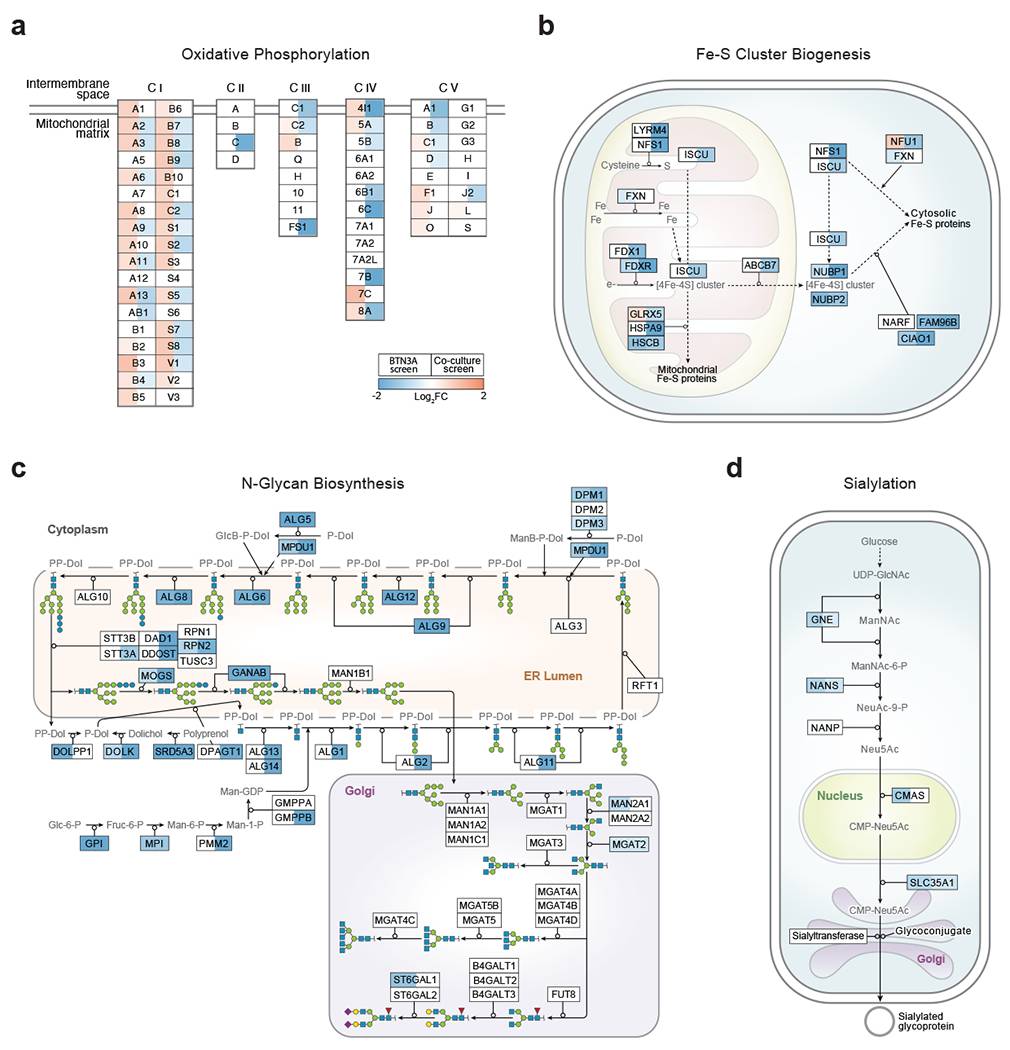 a
Oxidative Phosphorylation
Intermembrane
space
Mitochondrial
matrix
C I
C II
C III
C IV
C V
A1 B6
A2 B7
A3 B8
A5 B9
A6 B10
A7 C1
A8 C2
A9 S1
A10 S2
A11 S3
A12 S4
A13 S5
AB1 S6
B1 S7
B2 S8
B3 V1
B4 V2
B5 V3
A
B
C
D
C1
C2
B
Q
H
10
11
FS1
4I1
5A
5B
6A1
6A2
6B1
6C
7A1
7A2
7A2L
7B
7C
8A
A1 G1
B G2
C1 G3
D H
E I
F1 J2
J L
O S
BTN3A
screen
Co-culture
screen
-2
Log2FC
2
b
Fe-S Cluster Biogenesis
LYRM4
NFS1
ISCU
Cysteine
S
FXN
Fe
Fe
Fe
Fe
FDX1
FDXR
ISCU
ABCB7
e-
[4Fe-4S] cluster
GLRX5
HSPA9
HSCB
Mitochondrial
Fe-S proteins
NFS1
ISCU
NFU1
FXN
Cytosolic
Fe-S proteins
ISCU
NUBP1
[4Fe-4S] cluster
NUBP2
NARF
FAM96B
CIAO1
c
N-Glycan Biosynthesis
Cytoplasm
ALG5
GlcB-P-Dol
P-Dol
MPDU1
DPM1
DPM2
DPM3
ManB-P-Dol
P-Dol
MPDU1
PP-Dol PP-Dol PP-Dol PP-Dol PP-Dol PP-Dol PP-Dol PP-Dol
ALG10
ALG8
ALG6
ALG12
ALG9
ALG3
STT3B
STT3A
DAD1
DDOST
RPN1
RPN2
TUSC3
MOGS
GANAB
MAN1B1
ER Lumen
RFT1
PP-Dol
P-Dol
Dolichol
Polyprenol
DOLPP1
DOLK
SRD5A3
DPAGT1
PP-Dol PP-Dol PP-Dol PP-Dol PP-Dol PP-Dol PP-Dol
ALG13
ALG14
ALG1
ALG2
ALG11
Man-GDP
GMPPA
GMPPB
Glc-6-P
Fruc-6-P
Man-6-P
Man-1-P
GPI
MPI
PMM2
Golgi
MAN1A1
MAN1A2
MAN1C1
MGAT1
MAN2A1
MAN2A2
MGAT3
MGAT2
MGAT4C
MGAT5B
MGAT5
MGAT4A
MGAT4B
MGAT4D
ST6GAL1
ST6GAL2
B4GALT1
B4GALT2
B4GALT3
FUT8
d
Sialylation
Glucose
UDP-GlcNAc
GNE
ManNAc
ManNAc-6-P
NANS
NeuAc-9-P
NANP
Neu5Ac
Nucleus
CMAS
CMP-Neu5Ac
SLC35A1
CMP-Neu5Ac
Sialyltransferase
Glycoconjugate
Golgi
Sialylated
glycoprotein